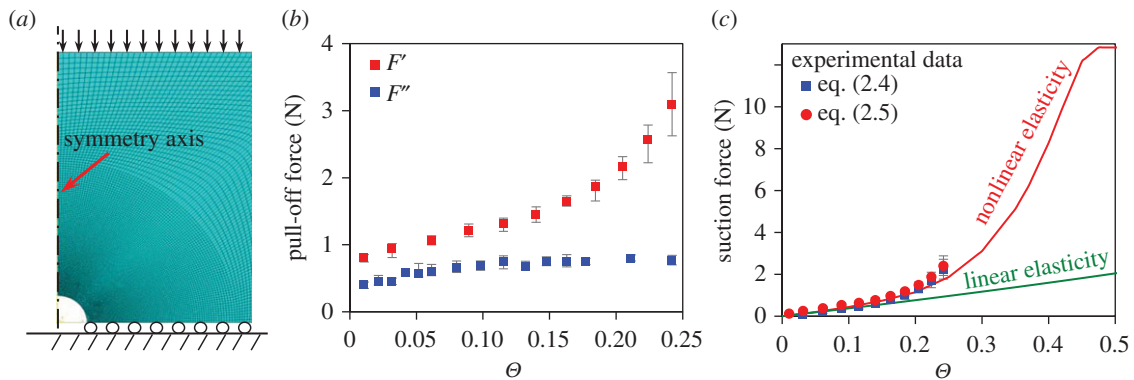 (a)
symmetry axis
(b)
pull-off force (N)
4
3
2
1
0
F′
F″
0
0.05
0.10
0.15
0.20
0.25
Θ
(c)
suction force (N)
10
8
6
4
2
0
experimental data
eq. (2.4)
eq. (2.5)
nonlinear elasticity
linear elasticity
0
0.1
0.2
0.3
0.4
0.5
Θ